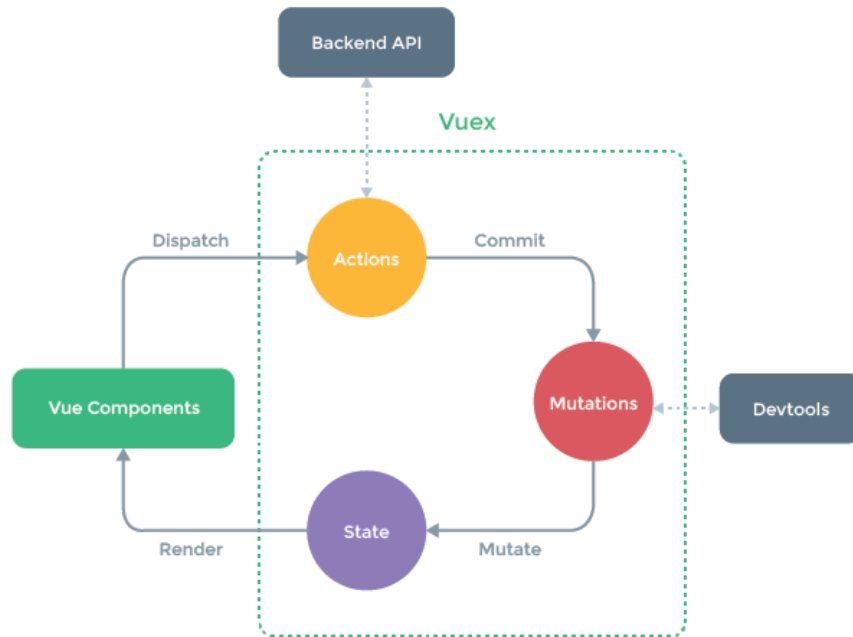 Backend API
Vuex
Dispatch
Commit
Actions
Vue Components
Mutations
Devtools
State
Render
Mutate